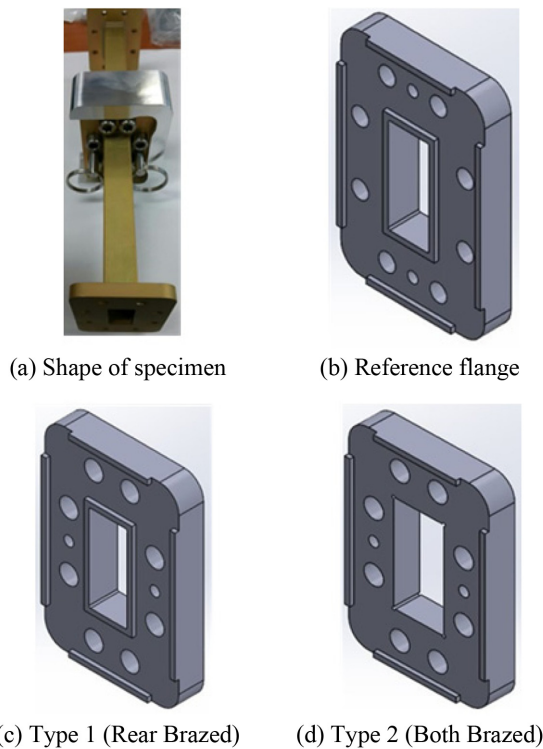 (a) Shape of specimen
(b) Reference flange
(c) Type 1 (Rear Brazed)
(d) Type 2 (Both Brazed)